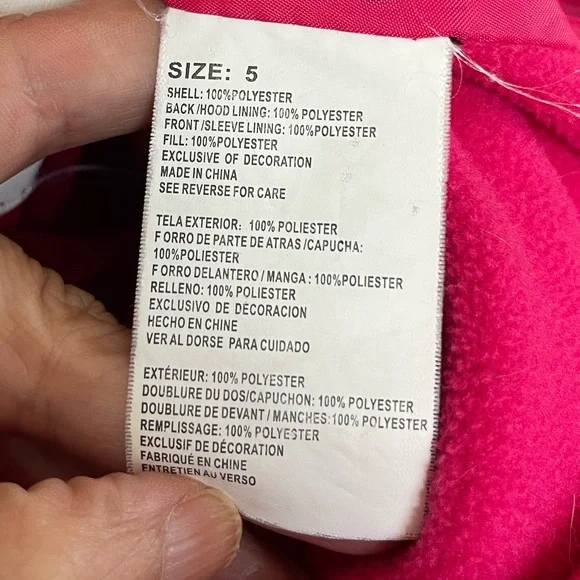 SIZE: 5
SHELL: 100%POLYESTER
BACK/HOOD LINING: 100% POLYESTER
FRONT/SLEEVE LINING: 100%POLYESTER
FILL: 100%POLYESTER
EXCLUSIVE OF DECORATION
MADE IN CHINA
SEE REVERSE FOR CARE
TELA EXTERIOR: 100% POLIESTER
FORRO DE PARTE DE ATRAS/CAPUCHA:
100%POLIESTER
FORRO DELANTERO/MANGA: 100%POLIESTER
RELLENO: 100% POLIESTER
EXCLUSIVO DE DECORACION
HECHO EN CHINE
VER AL DORSE PARA CUIDADO
EXTÉRIEUR: 100% POLYESTER
DOUBLURE DU DOS/CAPUCHON: 100% POLYESTER
DOUBLURE DE DEVANT/MANCHES:100% POLYESTER
REMPLISSAGE: 100% POLYESTER
EXCLUSIF DE DÉCORATION
FABRIQUÉ EN CHINE
ENTRETIEN AU VERSO